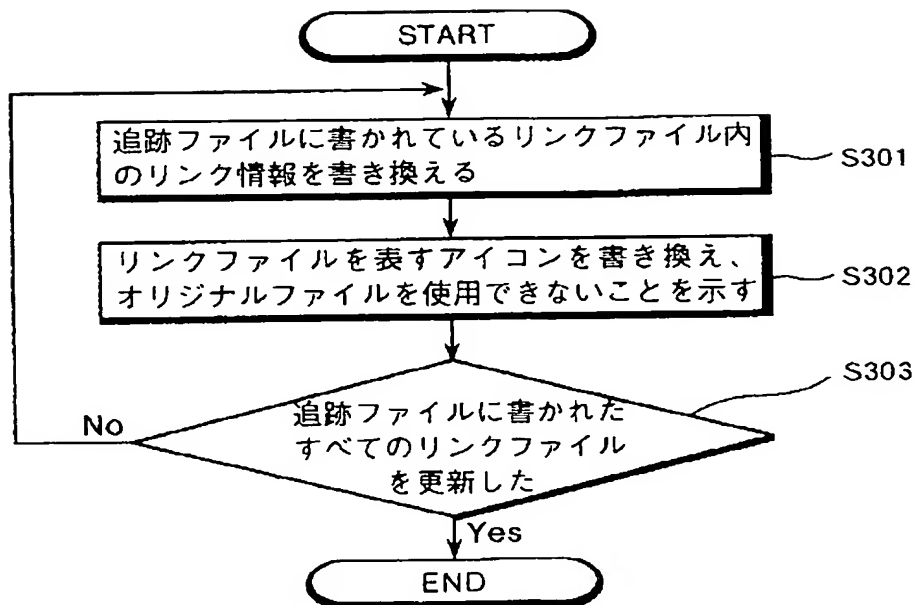 START
追跡ファイルに書かれているリンクファイル内
のリンク情報を書き換える
S301
リンクファイルを表すアイコンを書き換え、
オリジナルファイルを使用できないことを示す
S302
S303
追跡ファイルに書かれた
すべてのリンクファイル
を更新した
No
Yes
END